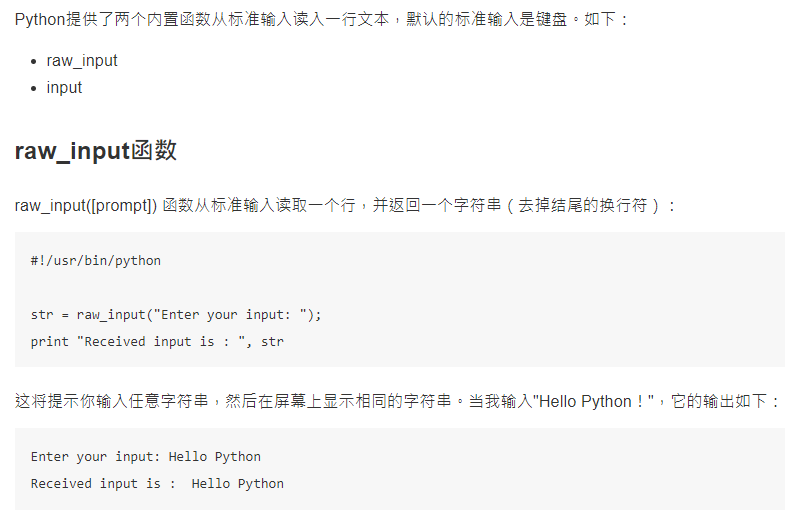 Python提供了两个内置函数从标准输入读入一行文本，默认的标准输入是键盘。如下：
raw_input
input
raw_input函数
raw_input([prompt]) 函数从标准输入读取一个行，并返回一个字符串（去掉结尾的换行符）：
#!/usr/bin/python
str = raw_input("Enter your input: ");
print "Received input is : ", str
这将提示你输入任意字符串，然后在屏幕上显示相同的字符串。当我输入"Hello Python！"，它的输出如下：
Enter your input: Hello Python
Received input is :  Hello Python